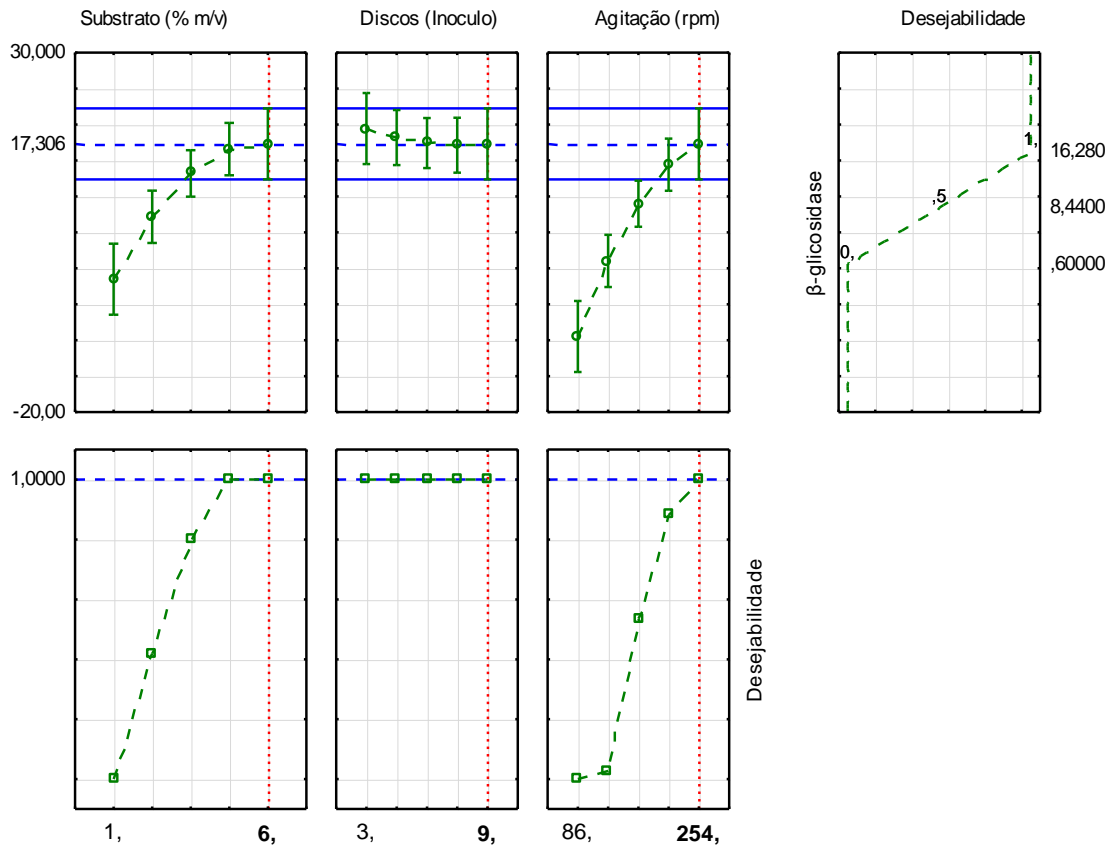 Substrato (% m/v)
Discos (Inoculo)
Agitação (rpm)
Desejabilidade
30,000
17,306
-20,00
1,
16,280
,5
8,4400
0,
,60000
β-glicosidase
1,0000
Desejabilidade
1,
6,
3,
9,
86,
254,